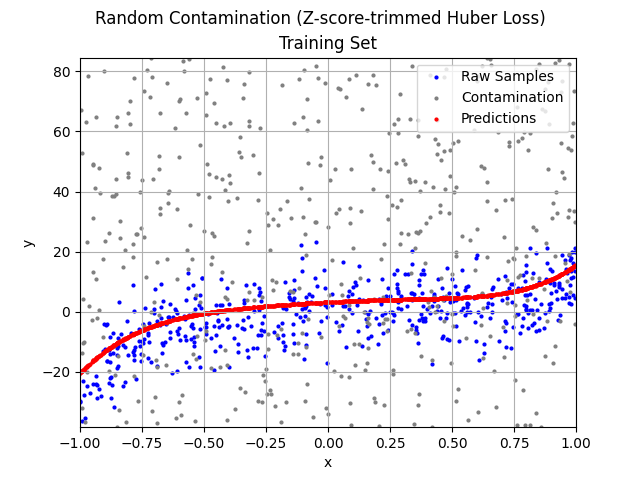 Random Contamination (Z-score-trimmed Huber Loss)
Training Set
Raw Samples
Contamination
Predictions
y
80
60
40
20
0
−20
−1.00 −0.75 −0.50 −0.25 0.00 0.25 0.50 0.75 1.00
x